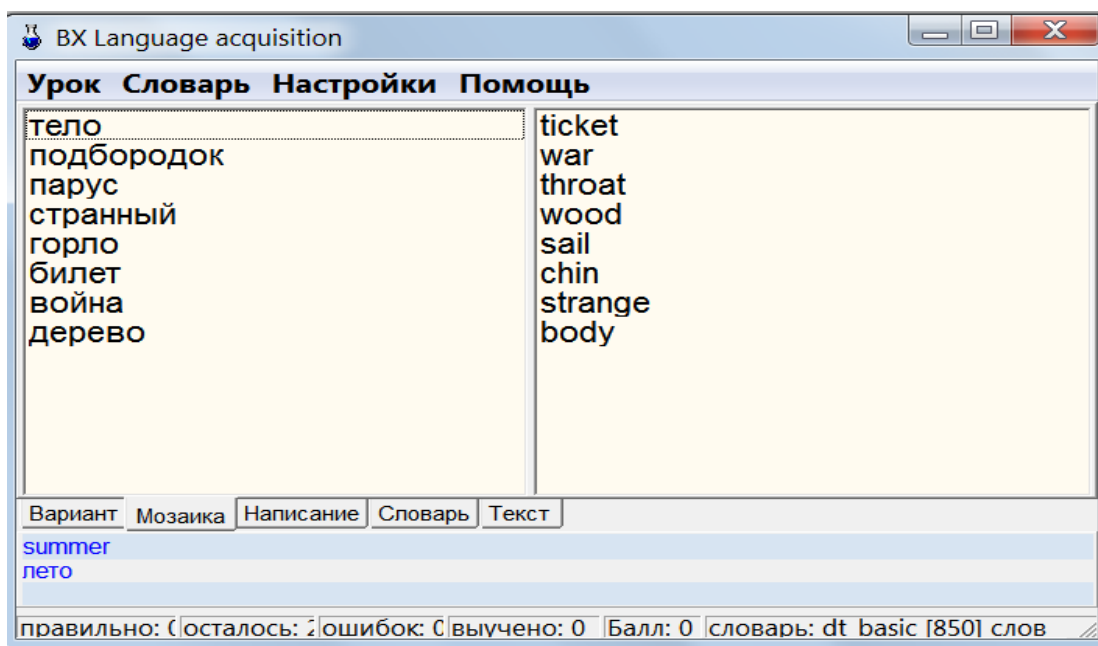 BX Language acquisition
Урок Словарь Настройки Помощь
тело
подбородок
парус
странный
горло
билет
война
дерево
ticket
war
throat
wood
sail
chin
strange
body
Вариант Мозаика Написание Словарь Текст
summer
лето
правильно: осталось: ошибок: выучено: 0 Балл: 0 словарь: dt_basic [850] слов